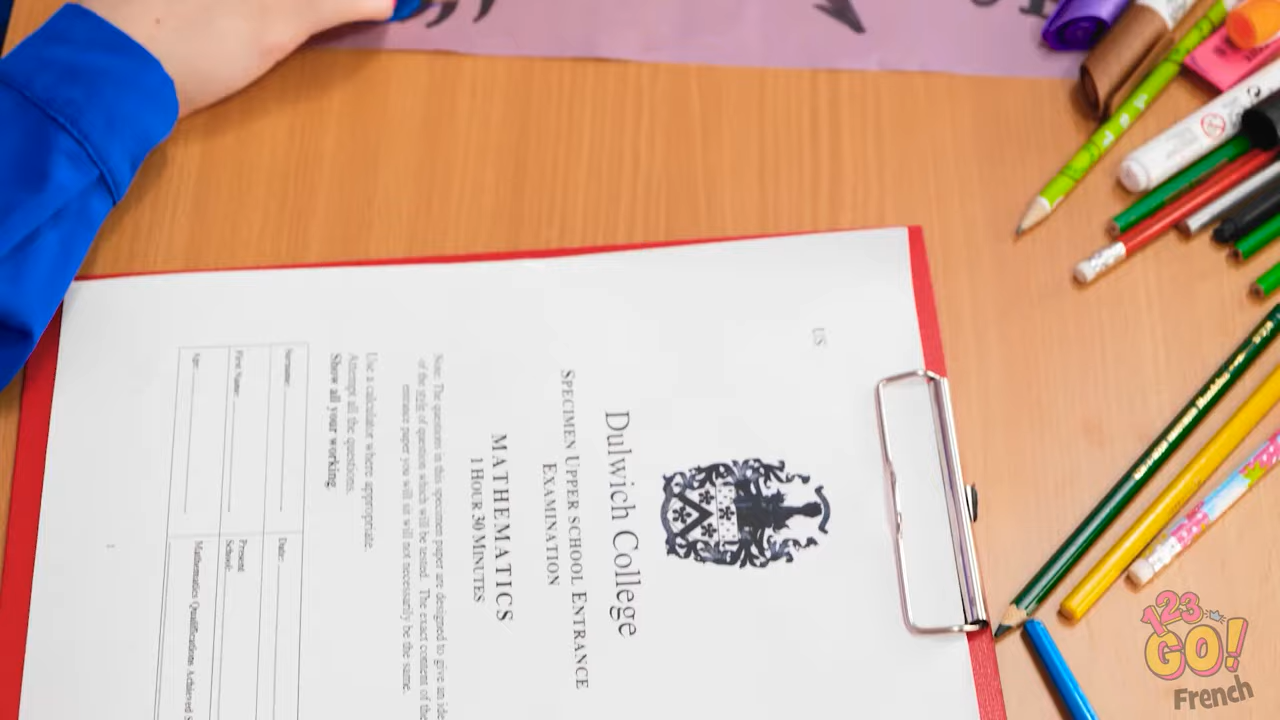 US
Dulwich College
SPECIMEN UPPER SCHOOL ENTRANCE
EXAMINATION
MATHEMATICS
1 HOUR 30 MINUTES
Note: The questions in this specimen paper are designed to give an
of the style of question which will be tested. The exact content of the
entrance paper you will sit will not necessarily be the same.
Use a calculator where appropriate.
Attempt all the questions.
Show all your working.
Surname: Date:
First Name: Present
School:
Age: Mathematics Qualifications Achieved
1
123
GO!
French